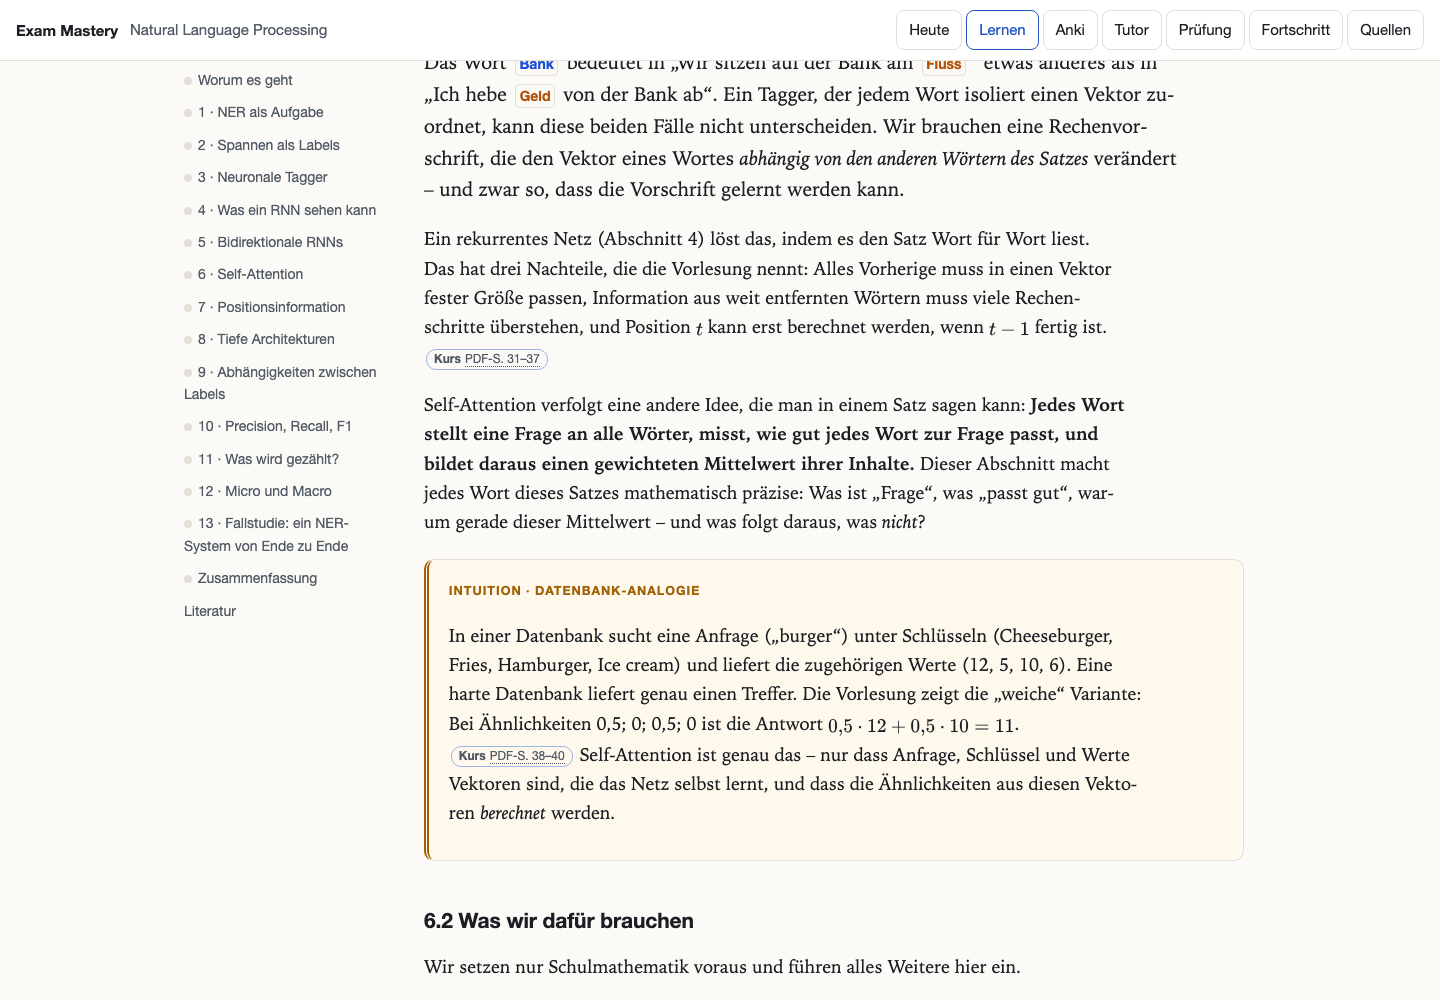 Exam Mastery Natural Language Processing
Heute Lernen Anki Tutor Prüfung Fortschritt Quellen
Worum es geht
1 · NER als Aufgabe
2 · Spannen als Labels
3 · Neuronale Tagger
4 · Was ein RNN sehen kann
5 · Bidirektionale RNNs
6 · Self-Attention
7 · Positionsinformation
8 · Tiefe Architekturen
9 · Abhängigkeiten zwischen
Labels
10 · Precision, Recall, F1
11 · Was wird gezählt?
12 · Micro und Macro
13 · Fallstudie: ein NER-
System von Ende zu Ende
Zusammenfassung
Literatur
Das Wort Bank bedeutet in „Wir sitzen auf der Bank am Fluss“ etwas anderes als in
„Ich hebe Geld von der Bank ab“. Ein Tagger, der jedem Wort isoliert einen Vektor zu-
ordnet, kann diese beiden Fälle nicht unterscheiden. Wir brauchen eine Rechenvor-
schrift, die den Vektor eines Wortes abhängig von den anderen Wörtern des Satzes verändert
– und zwar so, dass die Vorschrift gelernt werden kann.
Ein rekurrentes Netz (Abschnitt 4) löst das, indem es den Satz Wort für Wort liest.
Das hat drei Nachteile, die die Vorlesung nennt: Alles Vorherige muss in einen Vektor
fester Größe passen, Information aus weit entfernten Wörtern muss viele Rechen-
schritte überstehen, und Position t kann erst berechnet werden, wenn t − 1 fertig ist.
Kurs PDF-S. 31–37
Self-Attention verfolgt eine andere Idee, die man in einem Satz sagen kann: Jedes Wort
stellt eine Frage an alle Wörter, misst, wie gut jedes Wort zur Frage passt, und
bildet daraus einen gewichteten Mittelwert ihrer Inhalte. Dieser Abschnitt macht
jedes Wort dieses Satzes mathematisch präzise: Was ist „Frage“, was „passt gut“, war-
um gerade dieser Mittelwert – und was folgt daraus, was nicht?
INTUITION · DATENBANK-ANALOGIE
In einer Datenbank sucht eine Anfrage („burger“) unter Schlüsseln (Cheeseburger,
Fries, Hamburger, Ice cream) und liefert die zugehörigen Werte (12, 5, 10, 6). Eine
harte Datenbank liefert genau einen Treffer. Die Vorlesung zeigt die „weiche“ Variante:
Bei Ähnlichkeiten 0,5; 0; 0,5; 0 ist die Antwort 0,5 · 12 + 0,5 · 10 = 11.
Kurs PDF-S. 38–40 Self-Attention ist genau das – nur dass Anfrage, Schlüssel und Werte
Vektoren sind, die das Netz selbst lernt, und dass die Ähnlichkeiten aus diesen Vekto-
ren berechnet werden.
6.2 Was wir dafür brauchen
Wir setzen nur Schulmathematik voraus und führen alles Weitere hier ein.